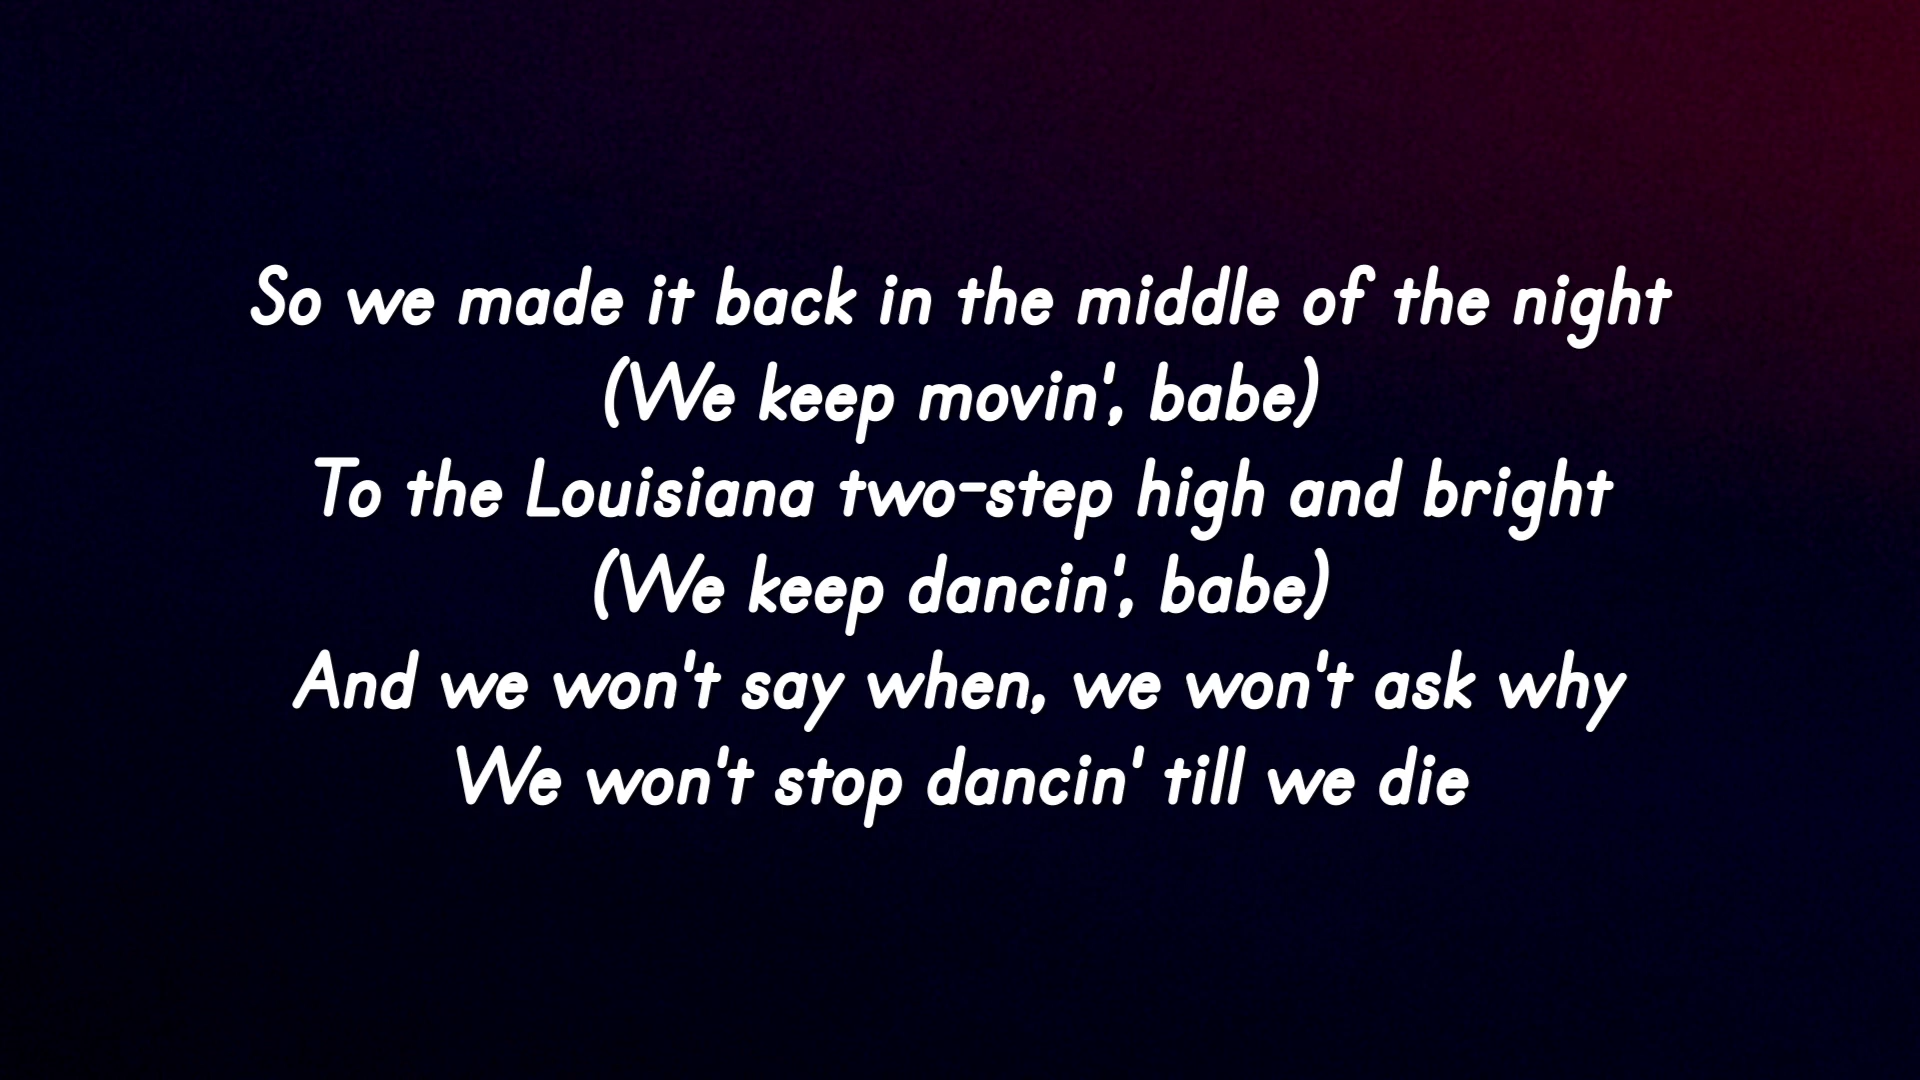 So we made it back in the middle of the night
(We keep movin', babe)
To the Louisiana two-step high and bright
(We keep dancin', babe)
And we won't say when, we won't ask why
We won't stop dancin' till we die